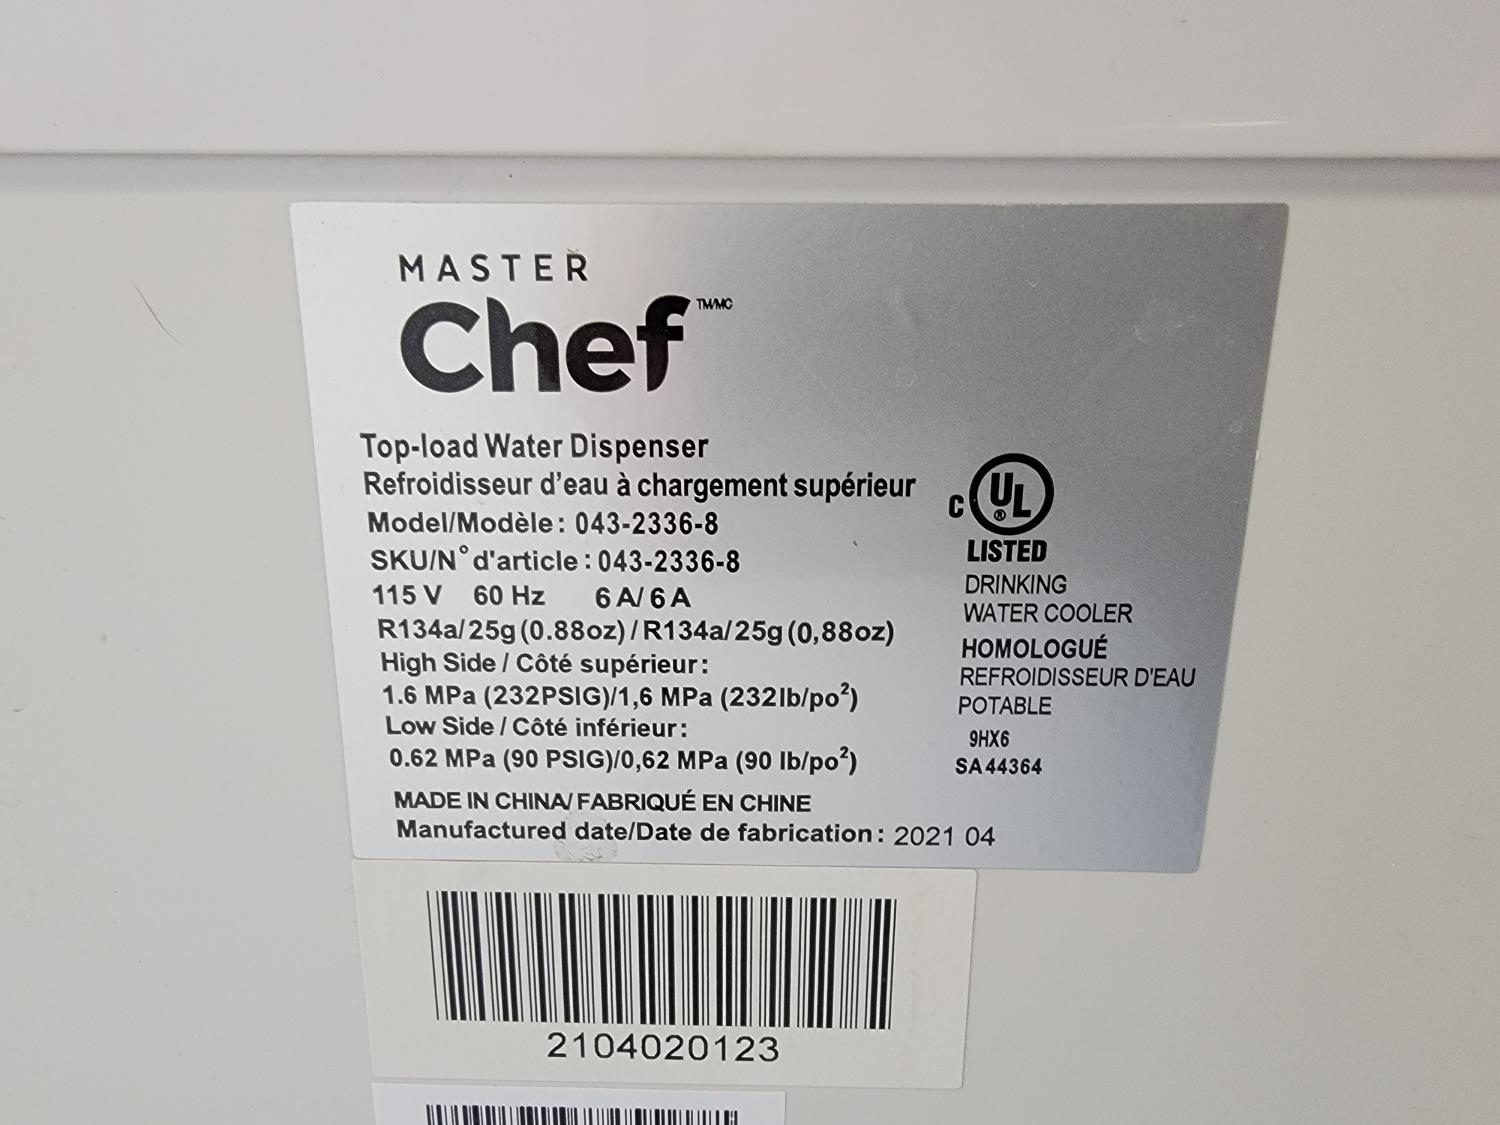 MASTER
Chef TM/MC
Top-load Water Dispenser
Refroidisseur d'eau à chargement supérieur
Model/Modèle: 043-2336-8
SKU/N° d'article: 043-2336-8
115 V 60 Hz 6 A/ 6 A
R134a/25g(0.88oz)/R134a/25g(0,88oz)
High Side / Côté supérieur:
1.6 MPa (232PSIG)/1,6 MPa (232lb/po²)
Low Side / Côté inférieur:
0.62 MPa (90 PSIG)/0,62 MPa (90 lb/po²)
MADE IN CHINA/ FABRIQUÉ EN CHINE
Manufactured date/Date de fabrication: 2021 04
C UL ®
LISTED
DRINKING
WATER COOLER
HOMOLOGUÉ
REFROIDISSEUR D'EAU
POTABLE
9HX6
SA44364
2104020123